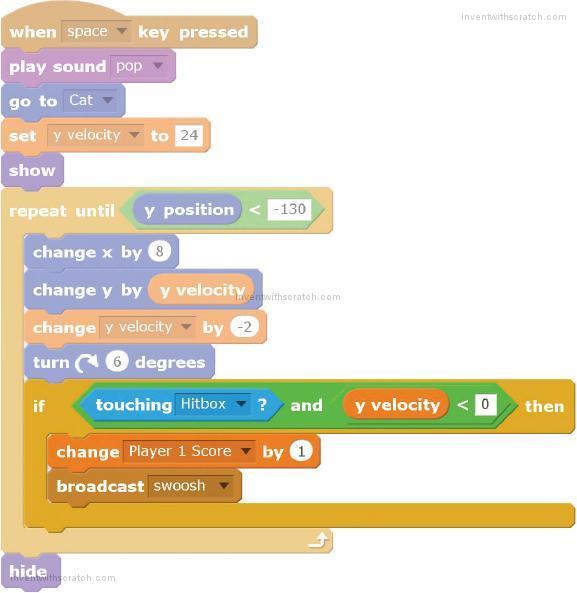 inventwithscratch.com
when space key pressed
play sound pop
go to Cat
set y velocity to 24
show
repeat until y position < -130
change x by 8
change y by y velocity
inventwithscratch.com
change y velocity by -2
turn 6 degrees
if touching Hitbox ? and y velocity < 0 then
change Player 1 Score by 1
broadcast swoosh
hide
inventwithscratch.com